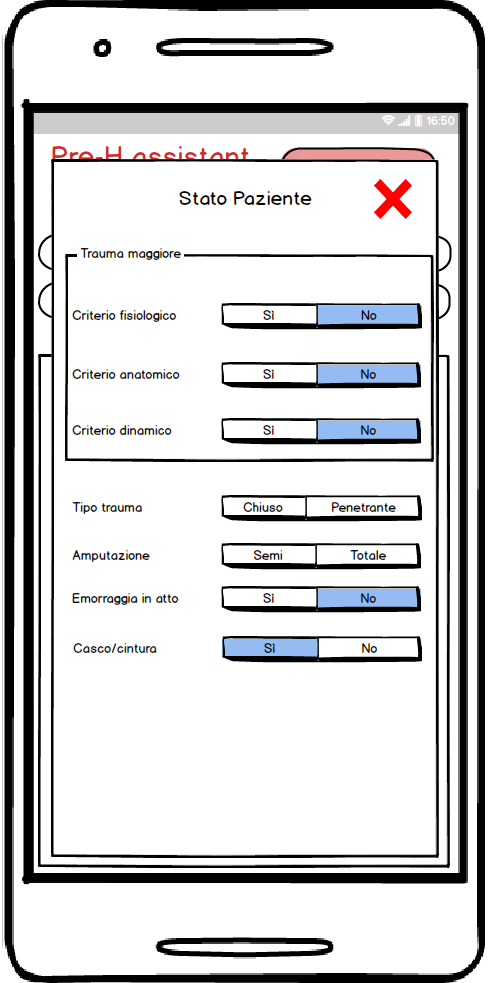 16:50
Pre-H assistant
Stato Paziente
Trauma maggiore
Criterio fisiologico Sì No
Criterio anatomico Sì No
Criterio dinamico Sì No
Tipo trauma Chiuso Penetrante
Amputazione Semi Totale
Emorraggia in atto Sì No
Casco/cintura Sì No